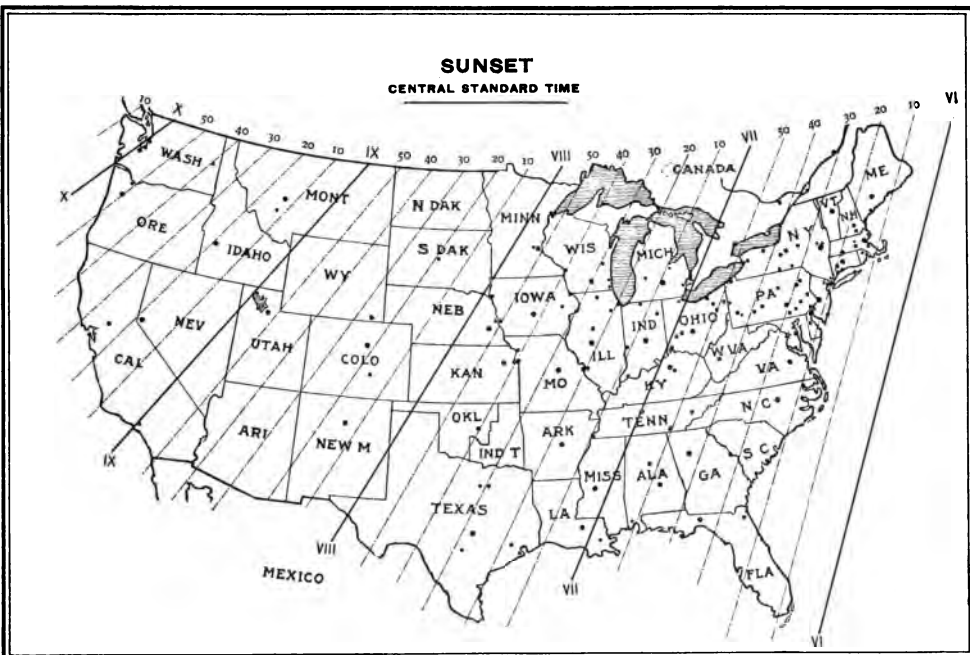 SUNSET
CENTRAL STANDARD TIME
10 X 50 40 30 20 10 IX 50 40 30 20 10 VIII 50 40 30 20 10 VII 50 40 30 20 10 VI
CANADA
WASH
MONT
N DAK
MINN
ME
X
VT
NH
ORE
IDAHO
S DAK
WIS
MICH
N Y
WY
IOWA
PA
NEV
NEB
UTAH
COLO
ILL
IND
OHIO
W VA
CAL
KAN
MO
KY
VA
OKL
TENN
N C
ARI
NEW M
IND T
ARK
S C
IX
MISS
ALA
GA
TEXAS
LA
VIII
MEXICO
FLA
VII
VI